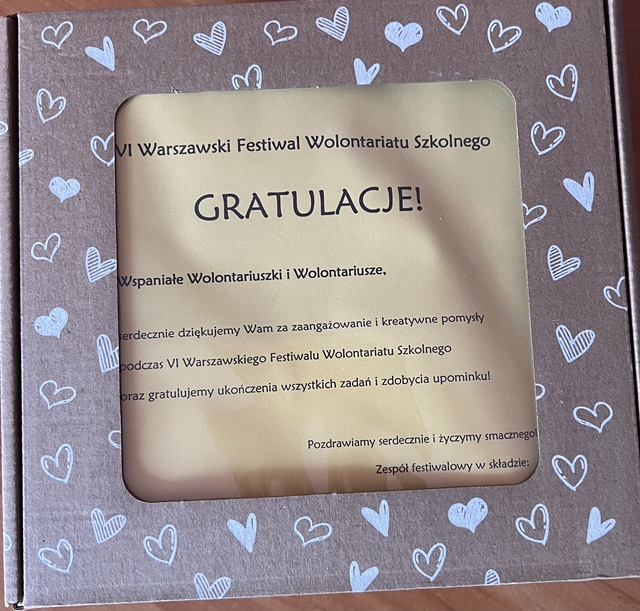 VI Warszawski Festiwal Wolontariatu Szkolnego
GRATULACJE!
Wspaniałe Wolontariuszki i Wolontariusze,
serdecznie dziękujemy Wam za zaangażowanie i kreatywne pomysły
podczas VI Warszawskiego Festiwalu Wolontariatu Szkolnego
oraz gratulujemy ukończenia wszystkich zadań i zdobycia upominku!
Pozdrawiamy serdecznie i życzymy smacznego!
Zespół festiwalowy w składzie: